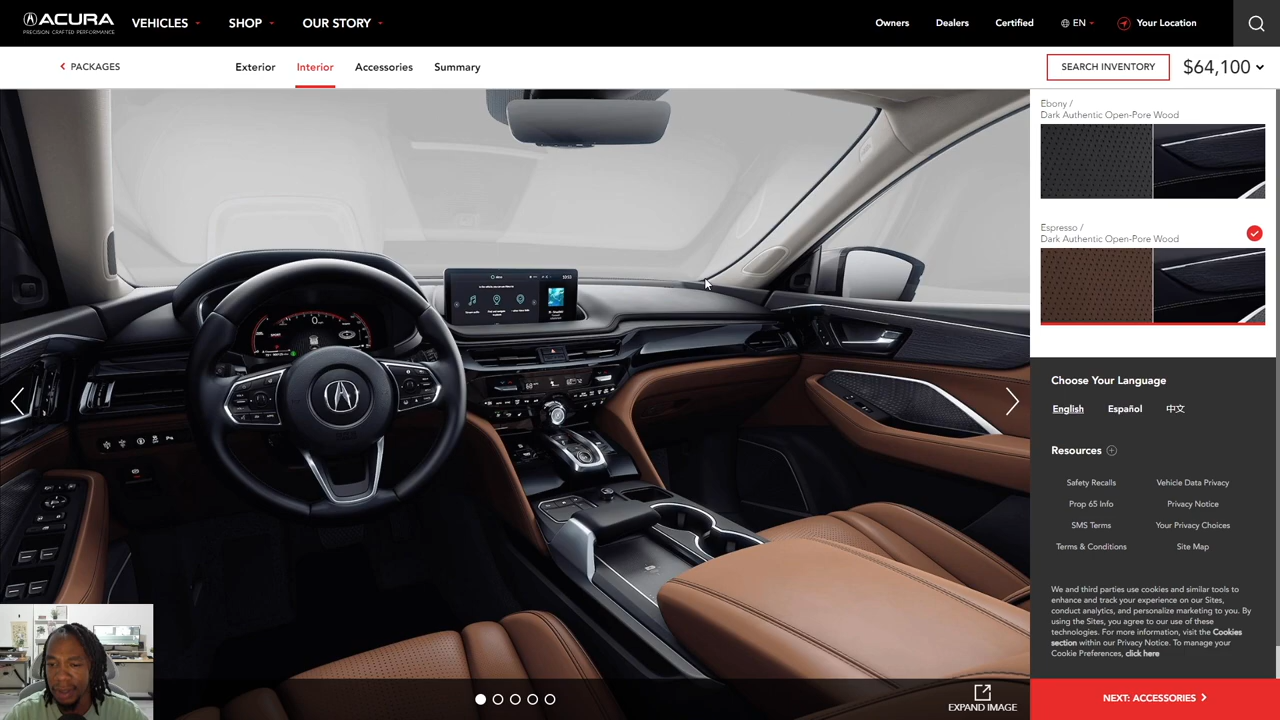 ACURA
PRECISION CRAFTED PERFORMANCE
VEHICLES
SHOP
OUR STORY
Owners
Dealers
Certified
EN
Your Location
PACKAGES
Exterior
Interior
Accessories
Summary
SEARCH INVENTORY
$64,100
Ebony /
Dark Authentic Open-Pore Wood
Espresso /
Dark Authentic Open-Pore Wood
Choose Your Language
English
Español
中文
Resources
Safety Recalls
Vehicle Data Privacy
Prop 65 Info
Privacy Notice
SMS Terms
Your Privacy Choices
Terms & Conditions
Site Map
We and third parties use cookies and similar tools to
enhance and track your experience on our Sites,
conduct analytics, and personalize marketing to you. By
using the Sites, you agree to our use of these
technologies. For more information, visit the Cookies
section within our Privacy Notice. To manage your
Cookie Preferences, click here
EXPAND IMAGE
NEXT: ACCESSORIES